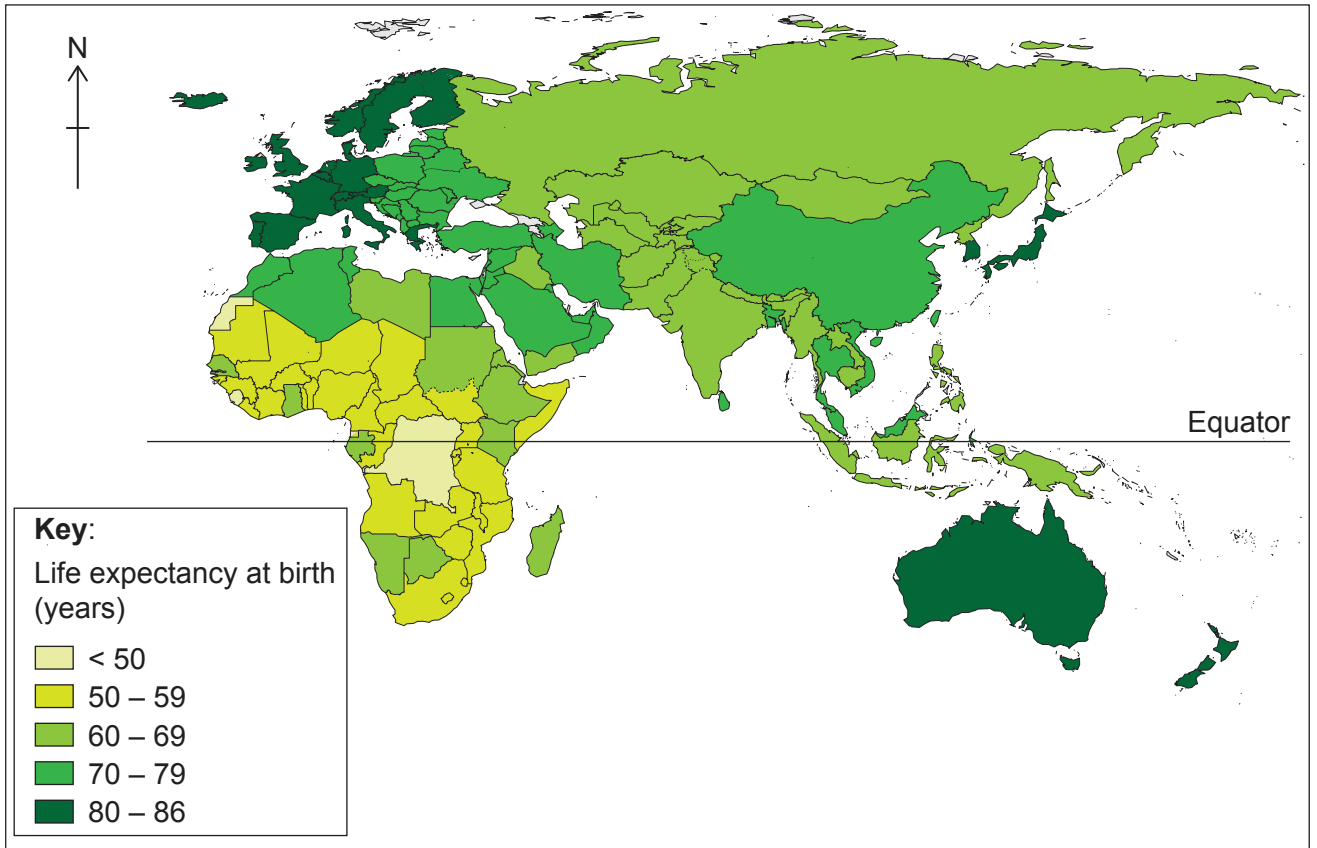 N
Equator
Key:
Life expectancy at birth
(years)
< 50
50 – 59
60 – 69
70 – 79
80 – 86